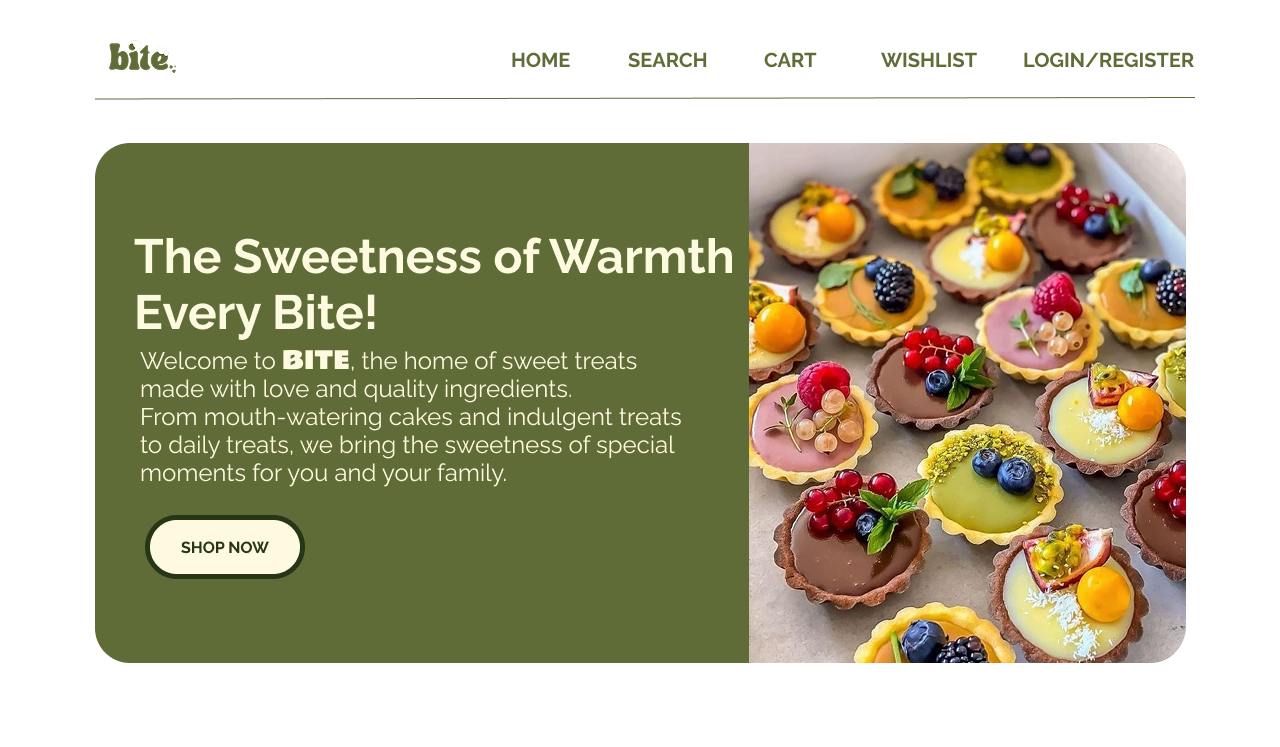 bite.
HOME SEARCH CART WISHLIST LOGIN/REGISTER
The Sweetness of Warmth
Every Bite!
Welcome to BITE, the home of sweet treats
made with love and quality ingredients.
From mouth-watering cakes and indulgent treats
to daily treats, we bring the sweetness of special
moments for you and your family.
SHOP NOW